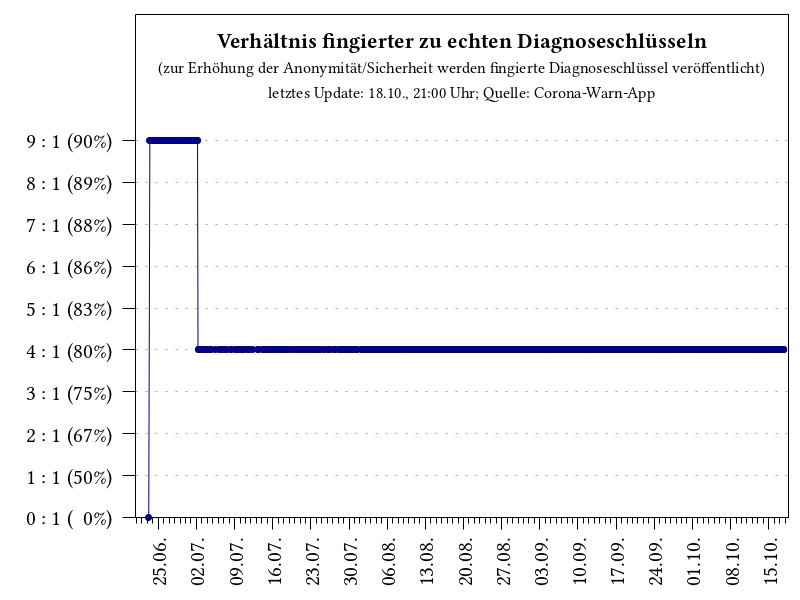 Verhältnis fingierter zu echten Diagnoseschlüsseln
(zur Erhöhung der Anonymität/Sicherheit werden fingierte Diagnoseschlüssel veröffentlicht)
letztes Update: 18.10., 21:00 Uhr; Quelle: Corona-Warn-App
9 : 1 (90%)
8 : 1 (89%)
7 : 1 (88%)
6 : 1 (86%)
5 : 1 (83%)
4 : 1 (80%)
3 : 1 (75%)
2 : 1 (67%)
1 : 1 (50%)
0 : 1 (  0%)
25.06.
02.07.
09.07.
16.07.
23.07.
30.07.
06.08.
13.08.
20.08.
27.08.
03.09.
10.09.
17.09.
24.09.
01.10.
08.10.
15.10.